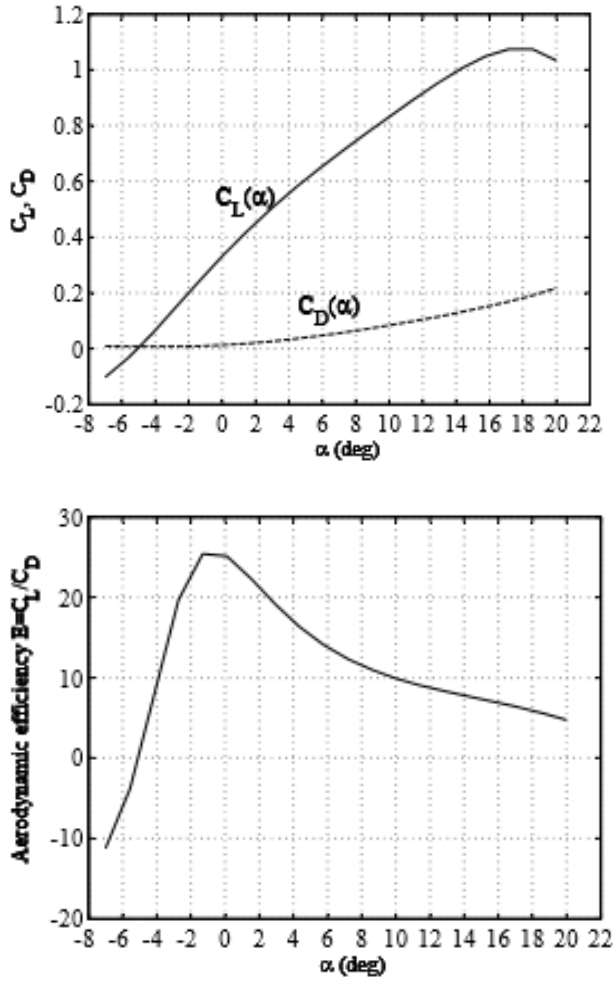 1.2
1
0.8
0.6
0.4
0.2
0
-0.2
C_L, C_D
C_L(α)
C_D(α)
-8 -6 -4 -2 0 2 4 6 8 10 12 14 16 18 20 22
α (deg)
30
20
10
0
-10
-20
Aerodynamic efficiency E=C_L/C_D
-8 -6 -4 -2 0 2 4 6 8 10 12 14 16 18 20 22
α (deg)